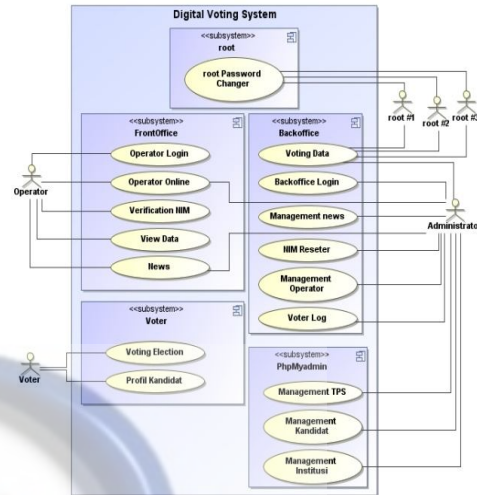 Digital Voting System
<<subsystem>>
root
root Password
Changer
root #1
root #2
root #3
<<subsystem>>
FrontOffice
Operator Login
Operator Online
Verification NIM
View Data
News
Operator
<<subsystem>>
Backoffice
Voting Data
Backoffice Login
Management news
NIM Reseter
Management
Operator
Voter Log
Administrato
<<subsystem>>
Voter
Voting Election
Profil Kandidat
Voter
<<subsystem>>
PhpMyadmin
Management TPS
Management
Kandidat
Management
Institusi